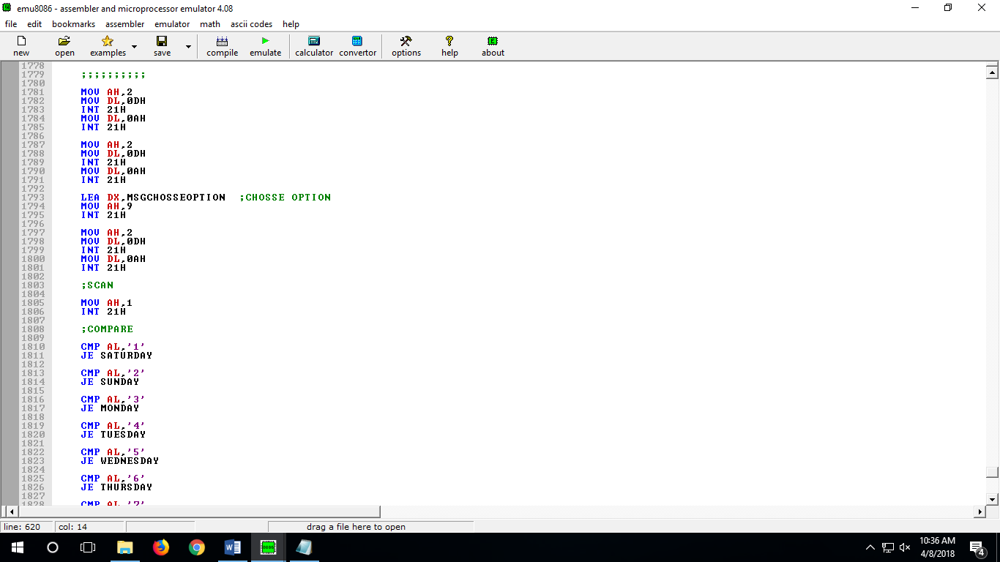 emu8086 - assembler and microprocessor emulator 4.08
file edit bookmarks assembler emulator math ascii codes help
new open examples save compile emulate calculator convertor options help about
1778
1779 ;;;;;;;;;;
1780
1781 MOV AH,2
1782 MOV DL,0DH
1783 INT 21H
1784 MOV DL,0AH
1785 INT 21H
1786
1787 MOV AH,2
1788 MOV DL,0DH
1789 INT 21H
1790 MOV DL,0AH
1791 INT 21H
1792
1793 LEA DX,MSGCHOSSEOPTION ;CHOSSE OPTION
1794 MOV AH,9
1795 INT 21H
1796
1797 MOV AH,2
1798 MOV DL,0DH
1799 INT 21H
1800 MOV DL,0AH
1801 INT 21H
1802
1803 ;SCAN
1804
1805 MOV AH,1
1806 INT 21H
1807
1808 ;COMPARE
1809
1810 CMP AL,'1'
1811 JE SATURDAY
1812
1813 CMP AL,'2'
1814 JE SUNDAY
1815
1816 CMP AL,'3'
1817 JE MONDAY
1818
1819 CMP AL,'4'
1820 JE TUESDAY
1821
1822 CMP AL,'5'
1823 JE WEDNESDAY
1824
1825 CMP AL,'6'
1826 JE THURSDAY
1827
1828 CMP AL,'7'
line: 620 col: 14 drag a file here to open
8086
10:36 AM
4/8/2018
4